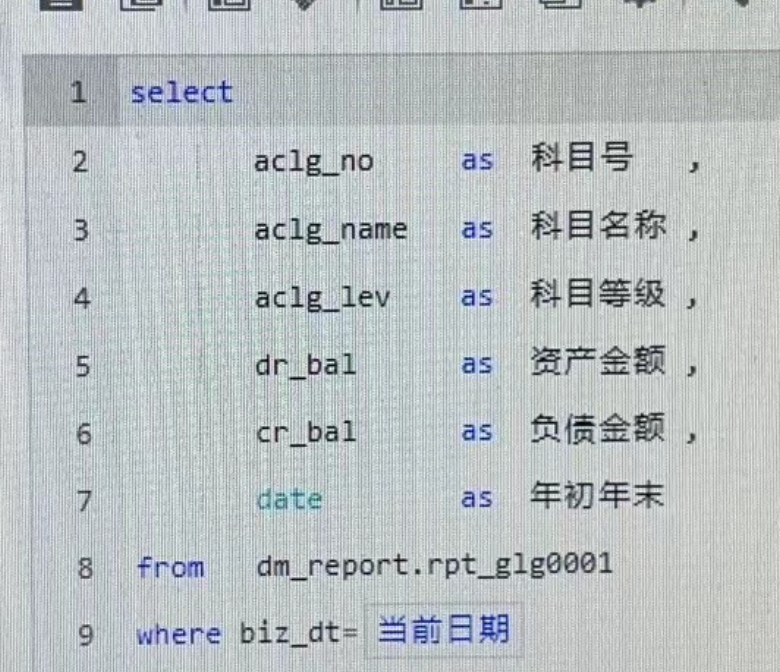 1 select
2 aclg_no as 科目号 ,
3 aclg_name as 科目名称 ,
4 aclg_lev as 科目等级 ,
5 dr_bal as 资产金额 ,
6 cr_bal as 负债金额 ,
7 date as 年初年末
8 from dm_report.rpt_glg0001
9 where biz_dt= 当前日期